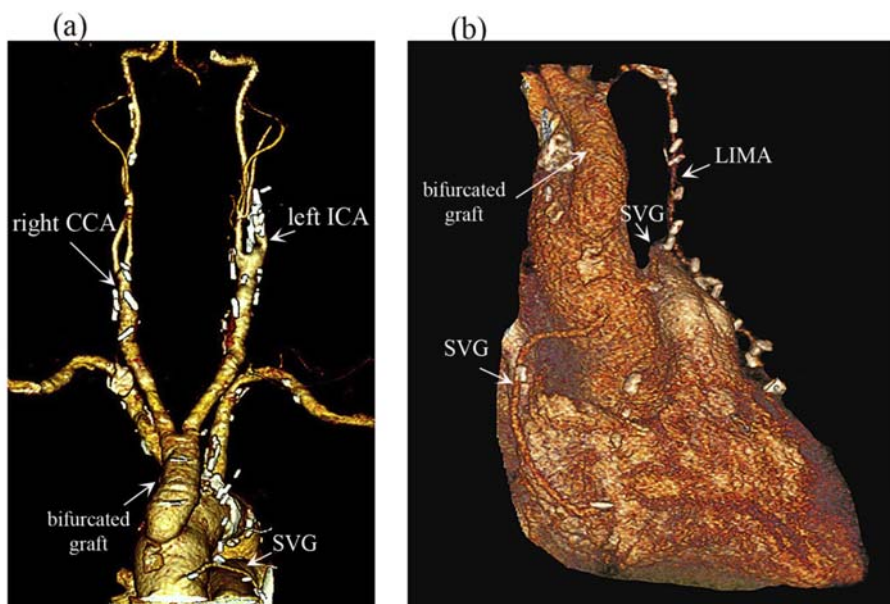 (a)
right CCA
left ICA
bifurcated
graft
SVG
(b)
LIMA
bifurcated
graft
SVG
SVG